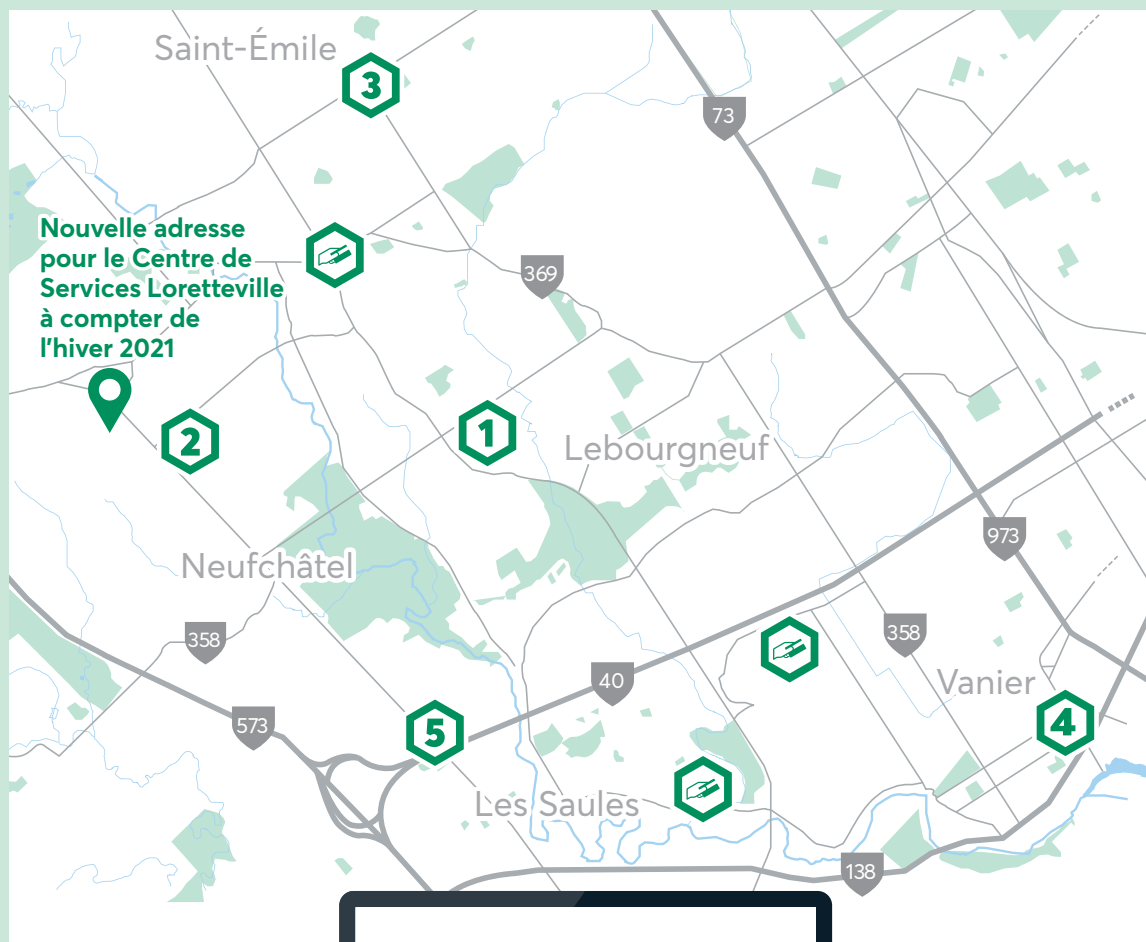 Saint-Émile
3
73
Nouvelle adresse
pour le Centre de
Services Loretteville
à compter de
l'hiver 2021
369
2
1
Lebourgneuf
973
Neufchâtel
358
358
40
Vanier
573
5
4
Les Saules
138